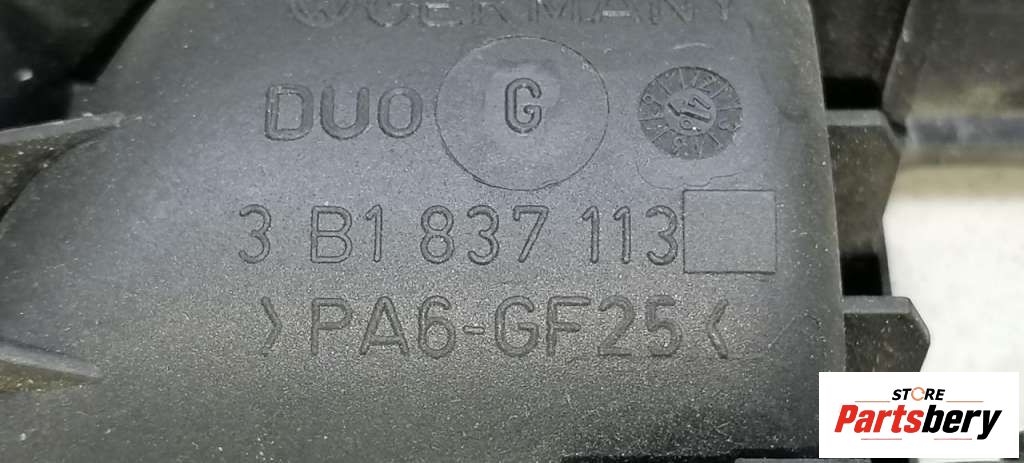 GERMANY
DUO G
3 B1 837 113
>PA6-GF25<
STORE
Partsbery